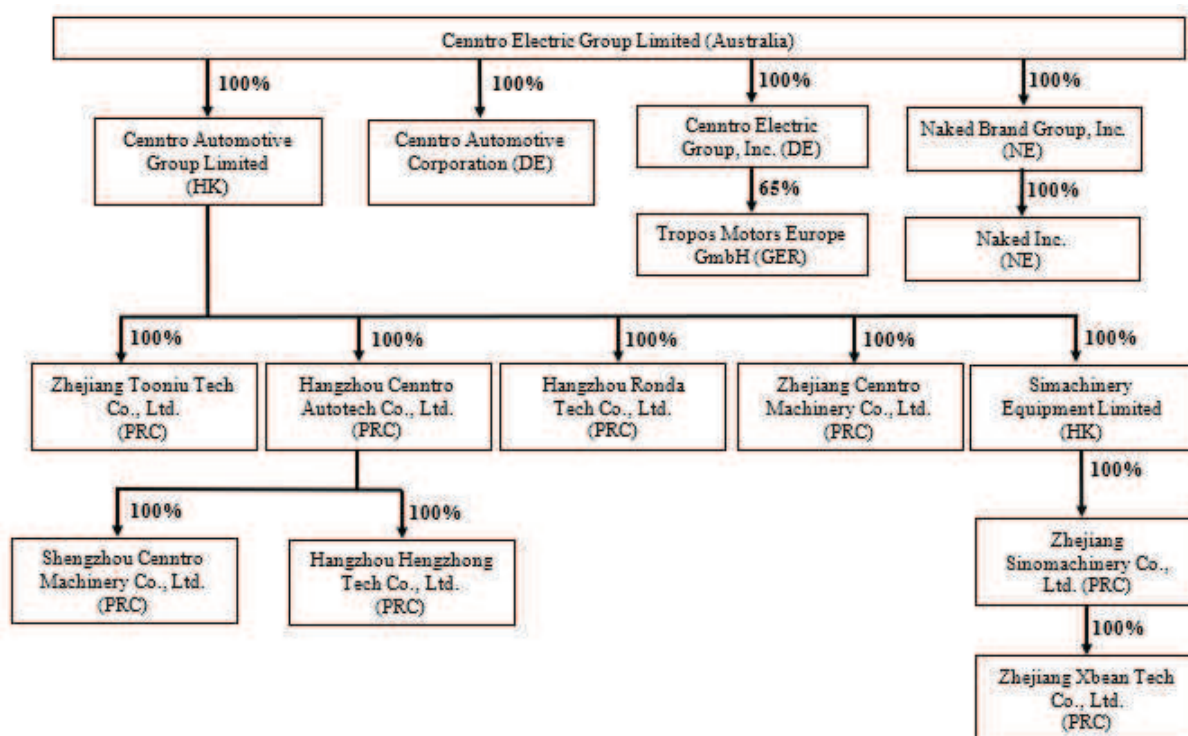 Cenntro Electric Group Limited (Australia)
100%
100%
100%
100%
Cenntro Automotive
Group Limited
(HK)
Cenntro Automotive
Corporation (DE)
Cenntro Electric
Group, Inc. (DE)
Naked Brand Group, Inc.
(NE)
65%
100%
Tropos Motors Europe
GmbH (GER)
Naked Inc.
(NE)
100%
100%
100%
100%
100%
Zhejiang Tooniu Tech
Co., Ltd.
(PRC)
Hangzhou Cenntro
Autotech Co., Ltd.
(PRC)
Hangzhou Ronda
Tech Co., Ltd.
(PRC)
Zhejiang Cenntro
Machinery Co., Ltd.
(PRC)
Simachinery
Equipment Limited
(HK)
100%
100%
100%
Shengzhou Cenntro
Machinery Co., Ltd.
(PRC)
Hangzhou Hengzhong
Tech Co., Ltd.
(PRC)
Zhejiang
Sinomachinery Co.,
Ltd. (PRC)
100%
Zhejiang Xbean Tech
Co., Ltd.
(PRC)